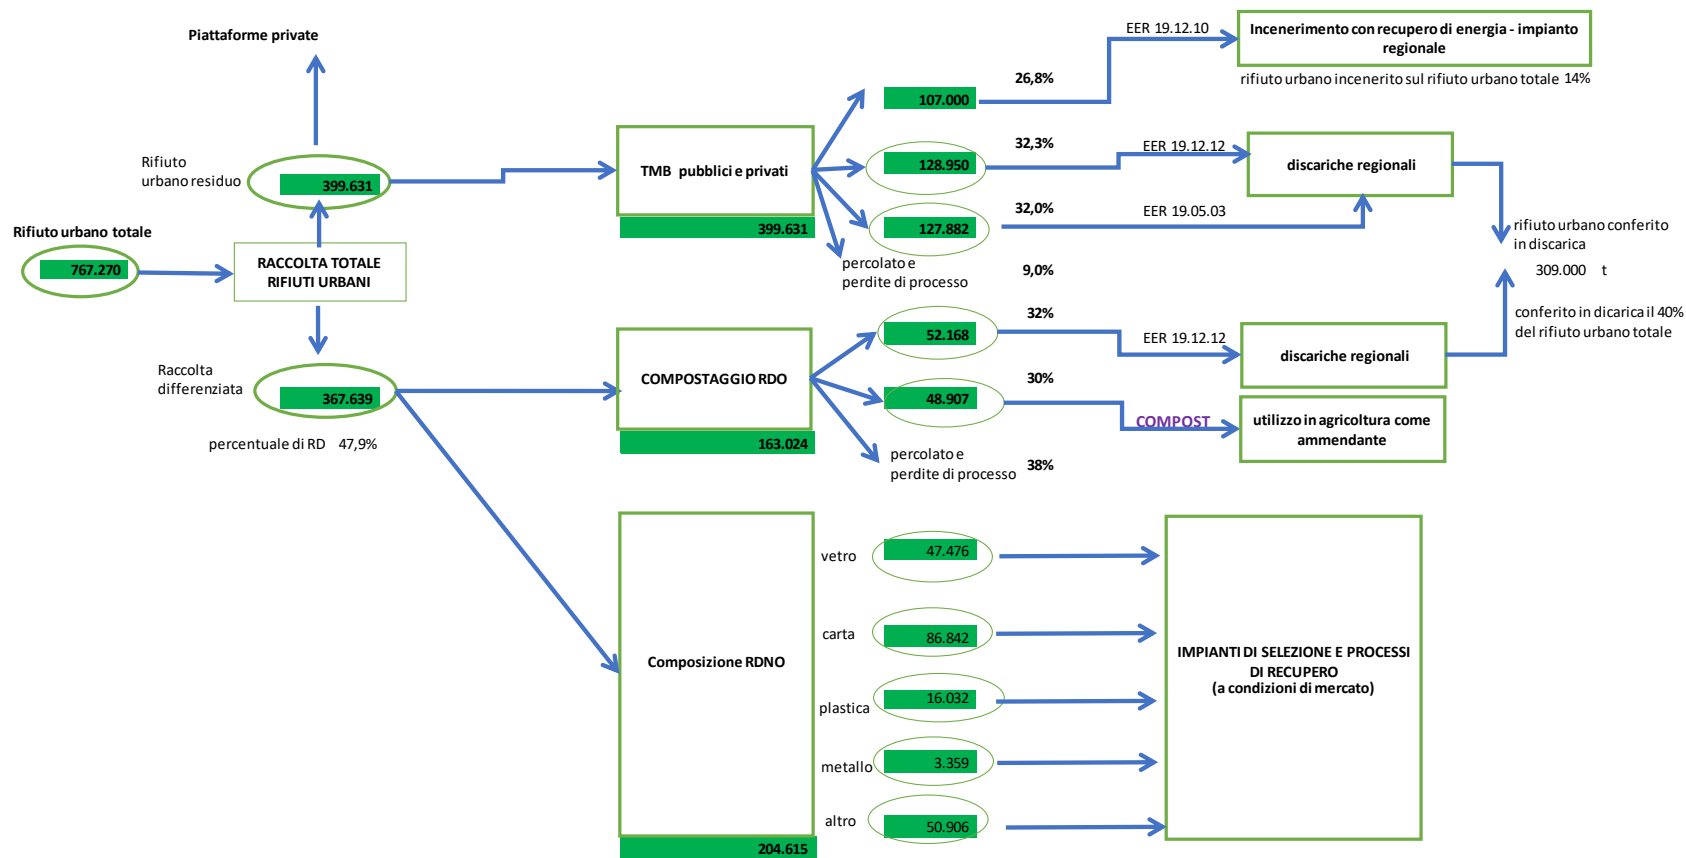 Piattaforme private
Rifiuto
urbano residuo
399.631
Rifiuto urbano totale
767.270
RACCOLTA TOTALE
RIFIUTI URBANI
Raccolta
differenziata
367.639
percentuale di RD 47,9%
TMB pubblici e privati
399.631
26,8%
107.000
EER 19.12.10
Incenerimento con recupero di energia - impianto
regionale
rifiuto urbano incenerito sul rifiuto urbano totale 14%
32,3%
128.950
EER 19.12.12
discariche regionali
32,0%
127.882
EER 19.05.03
percolato e
perdite di processo
9,0%
rifiuto urbano conferito
in discarica
309.000 t
conferito in dicarica il 40%
del rifiuto urbano totale
COMPOSTAGGIO RDO
163.024
32%
52.168
EER 19.12.12
discariche regionali
30%
48.907
COMPOST
utilizzo in agricoltura come
ammendante
percolato e
perdite di processo
38%
Composizione RDNO
204.615
vetro
47.476
carta
86.842
plastica
16.032
metallo
3.359
altro
50.906
IMPIANTI DI SELEZIONE E PROCESSI
DI RECUPERO
(a condizioni di mercato)